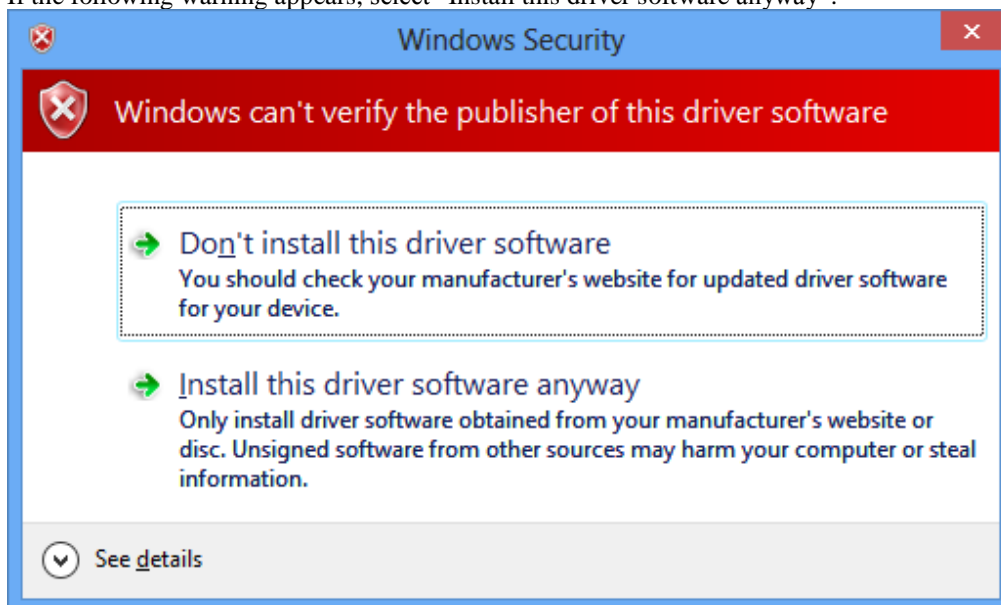 If the following warning appears, select "Install this driver software anyway".
Windows Security
Windows can't verify the publisher of this driver software
Don't install this driver software
You should check your manufacturer's website for updated driver software
for your device.
Install this driver software anyway
Only install driver software obtained from your manufacturer's website or
disc. Unsigned software from other sources may harm your computer or steal
information.
See details